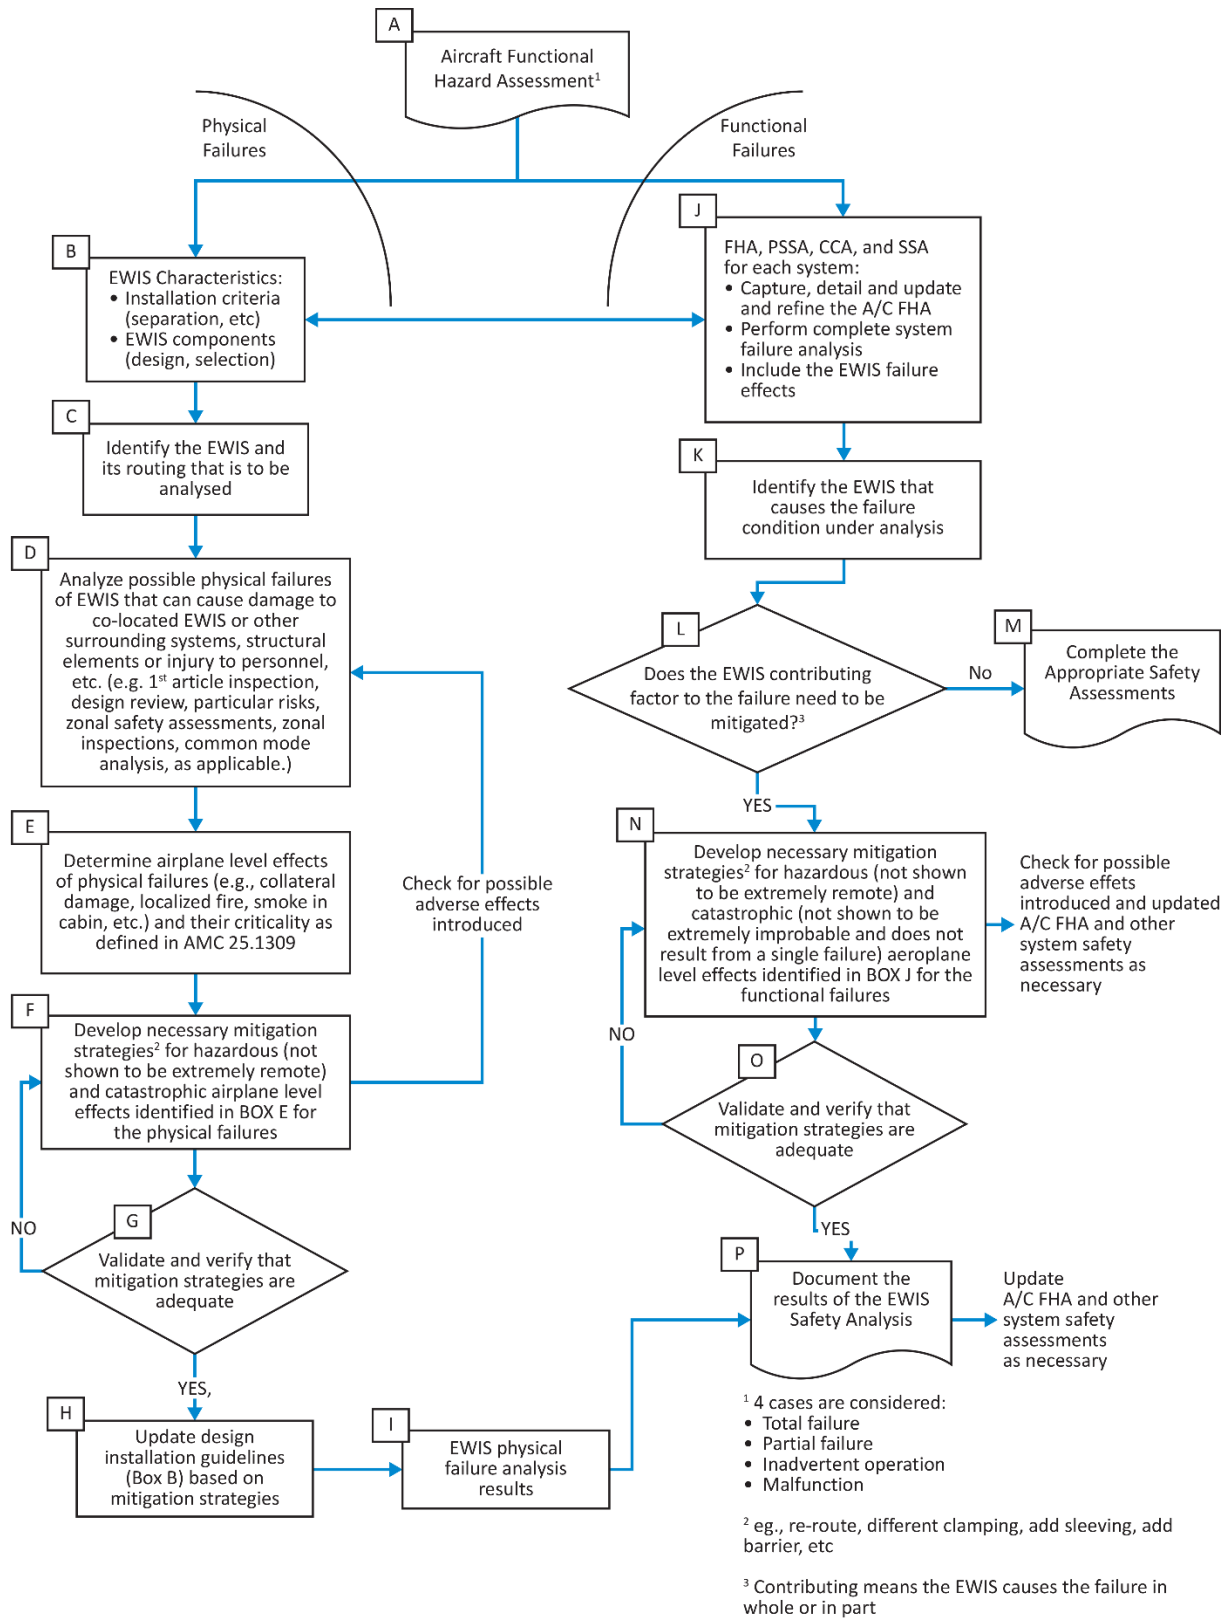 A
Aircraft Functional
Hazard Assessment¹
Physical
Failures
Functional
Failures
B
EWIS Characteristics:
• Installation criteria
(separation, etc)
• EWIS components
(design, selection)
J
FHA, PSSA, CCA, and SSA
for each system:
• Capture, detail and update
and refine the A/C FHA
• Perform complete system
failure analysis
• Include the EWIS failure
effects
C
Identify the EWIS and
its routing that is to be
analysed
K
Identify the EWIS that
causes the failure
condition under analysis
D
Analyze possible physical failures
of EWIS that can cause damage to
co-located EWIS or other
surrounding systems, structural
elements or injury to personnel,
etc. (e.g. 1st article inspection,
design review, particular risks,
zonal safety assessments, zonal
inspections, common mode
analysis, as applicable.)
L
Does the EWIS contributing
factor to the failure need to be
mitigated?³
No
M
Complete the
Appropriate Safety
Assessments
YES
E
Determine airplane level effects
of physical failures (e.g., collateral
damage, localized fire, smoke in
cabin, etc.) and their criticality as
defined in AMC 25.1309
Check for possible
adverse effects
introduced
N
Develop necessary mitigation
strategies² for hazardous (not shown
to be extremely remote) and
catastrophic (not shown to be
extremely improbable and does not
result from a single failure) aeroplane
level effects identified in BOX J for the
functional failures
Check for possible
adverse effets
introduced and updated
A/C FHA and other
system safety
assessments as
necessary
F
Develop necessary mitigation
strategies² for hazardous (not
shown to be extremely remote)
and catastrophic airplane level
effects identified in BOX E for
the physical failures
NO
O
Validate and verify that
mitigation strategies are
adequate
NO
G
Validate and verify that
mitigation strategies are
adequate
YES
P
Document the
results of the EWIS
Safety Analysis
Update
A/C FHA and other
system safety
assessments
as necessary
YES,
H
Update design
installation guidelines
(Box B) based on
mitigation strategies
I
EWIS physical
failure analysis
results
¹ 4 cases are considered:
• Total failure
• Partial failure
• Inadvertent operation
• Malfunction
² eg., re-route, different clamping, add sleeving, add
barrier, etc
³ Contributing means the EWIS causes the failure in
whole or in part